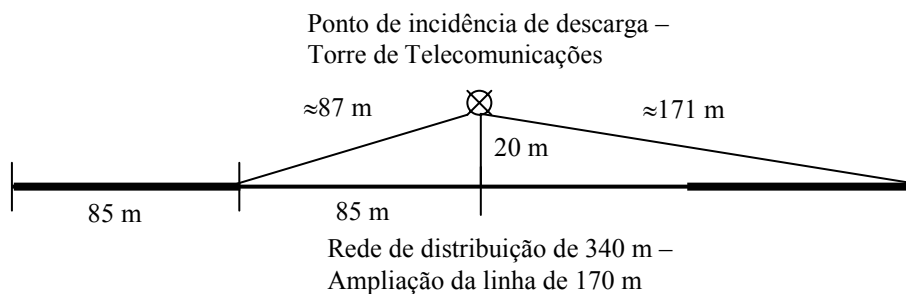 Ponto de incidência de descarga –
Torre de Telecomunicações
≈87 m
≈171 m
20 m
85 m
85 m
Rede de distribuição de 340 m –
Ampliação da linha de 170 m